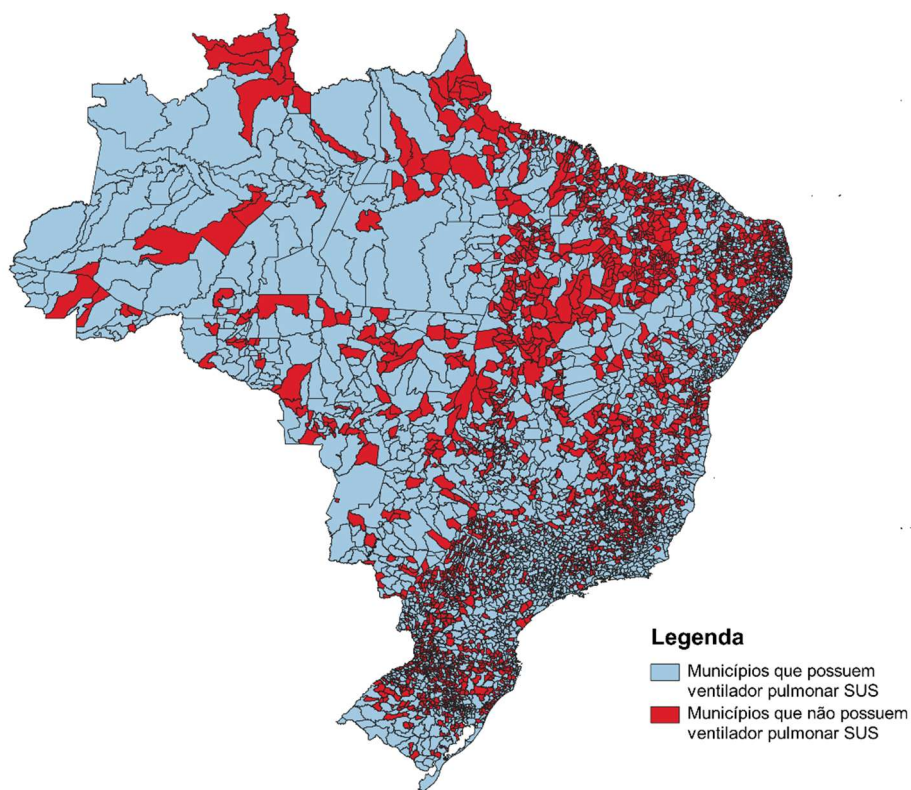 Legenda
Municípios que possuem
ventilador pulmonar SUS
Municípios que não possuem
ventilador pulmonar SUS